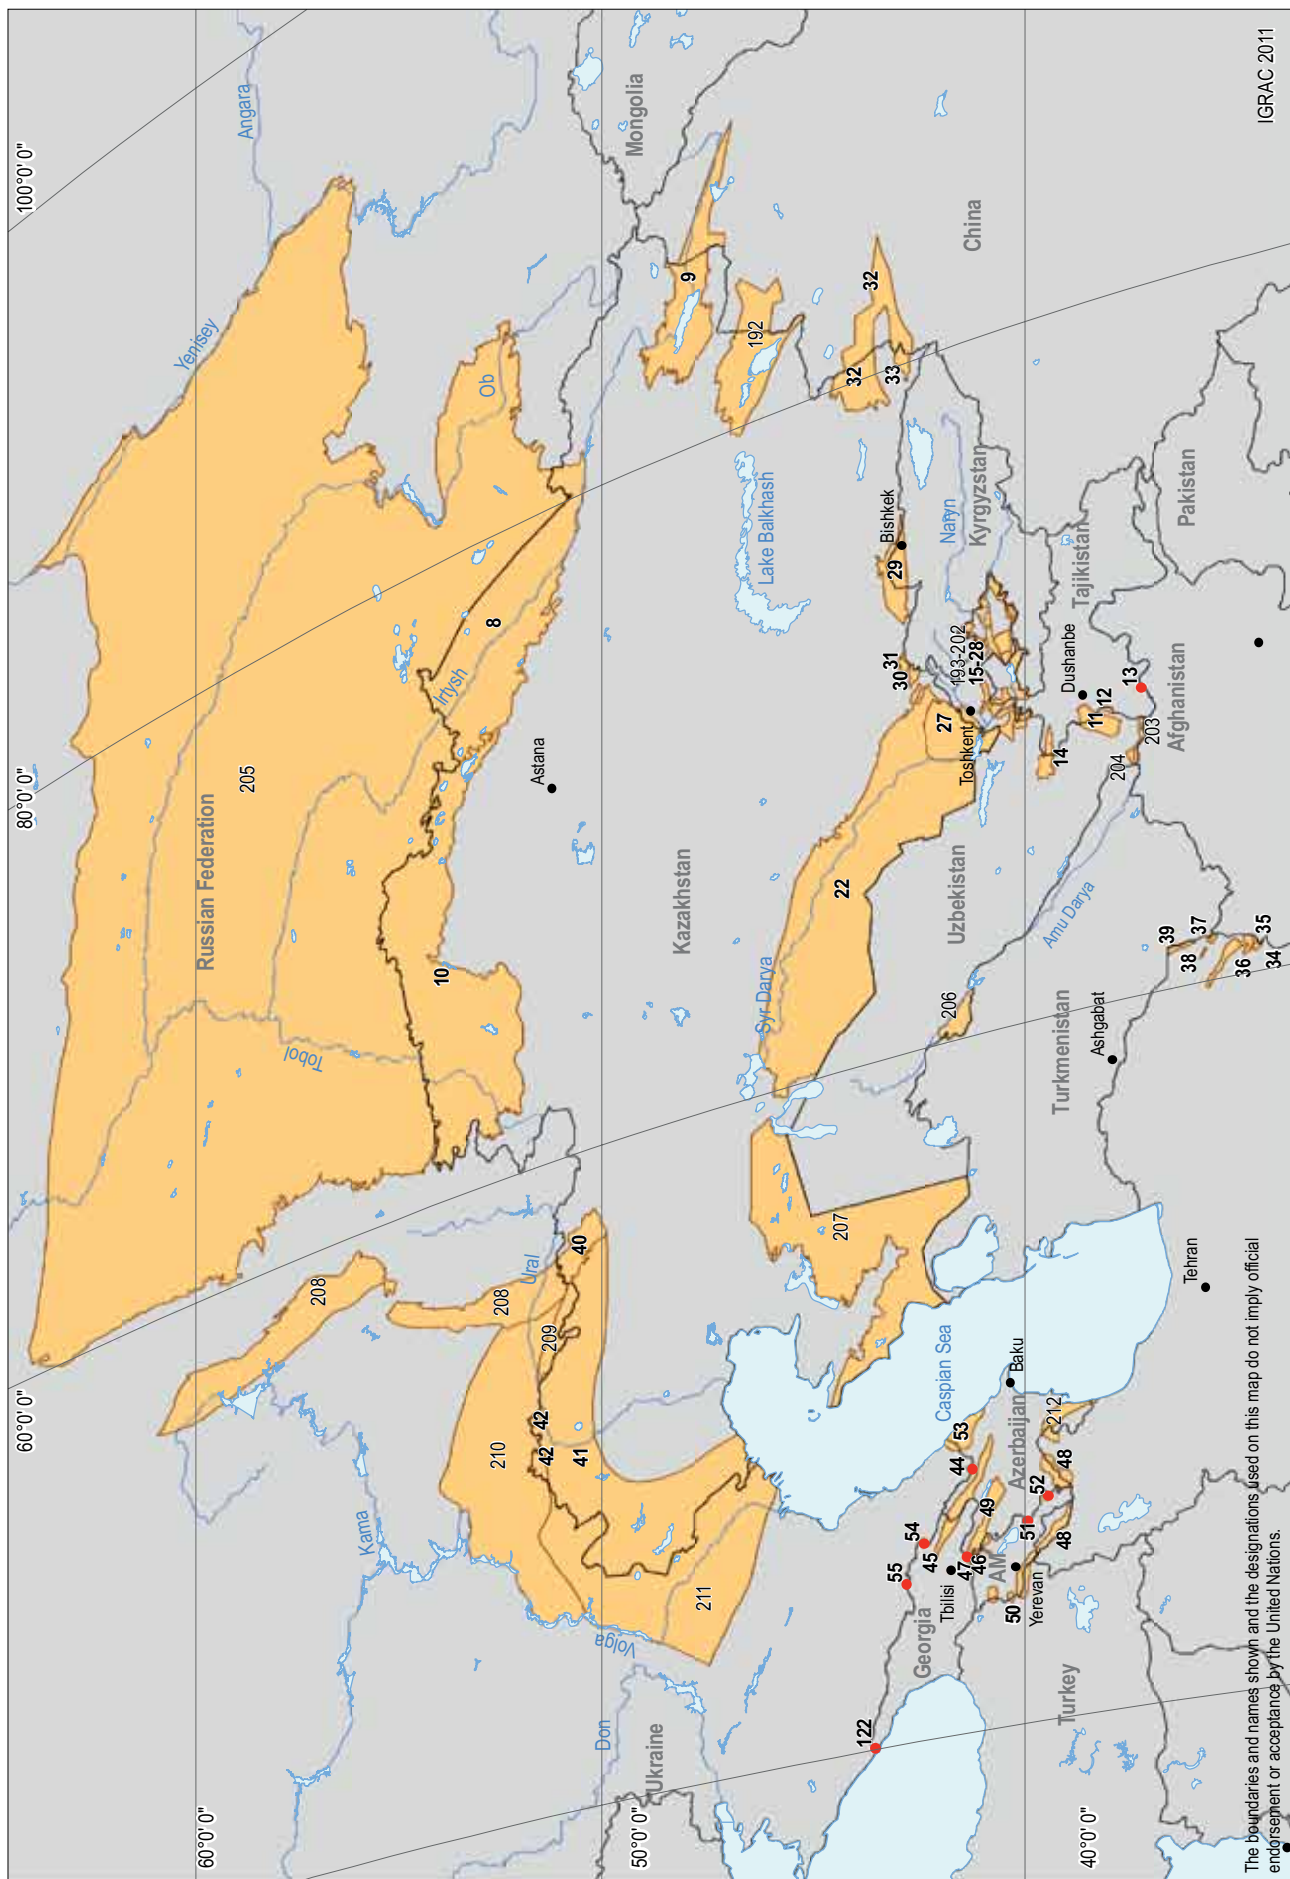 60°0' 0"
80°0' 0"
100°0' 0"
60°0' 0"
50°0' 0"
40°0' 0"
Russian Federation
Kazakhstan
Mongolia
China
Uzbekistan
Turkmenistan
Kyrgyzstan
Tajikistan
Afghanistan
Pakistan
Ukraine
Georgia
Azerbaijan
AM
Turkey
Angara
Yenisey
Ob
Irtysh
Tobol
Ural
Kama
Volga
Don
Lake Balkhash
Naryn
Syr Darya
Amu Darya
Caspian Sea
Astana
Bishkek
Toshkent
Dushanbe
Ashgabat
Tehran
Baku
Tbilisi
Yerevan
205
8
10
9
192
32
32
33
29
31
30
193-202
15-28
27
22
14
11
12
13
203
204
206
207
39
37
38
36
35
34
208
208
209
40
210
42
42
41
211
53
44
212
48
49
52
51
48
54
45
55
47
46
50
122
The boundaries and names shown and the designations used on this map do not imply official
endorsement or acceptance by the United Nations.
IGRAC 2011